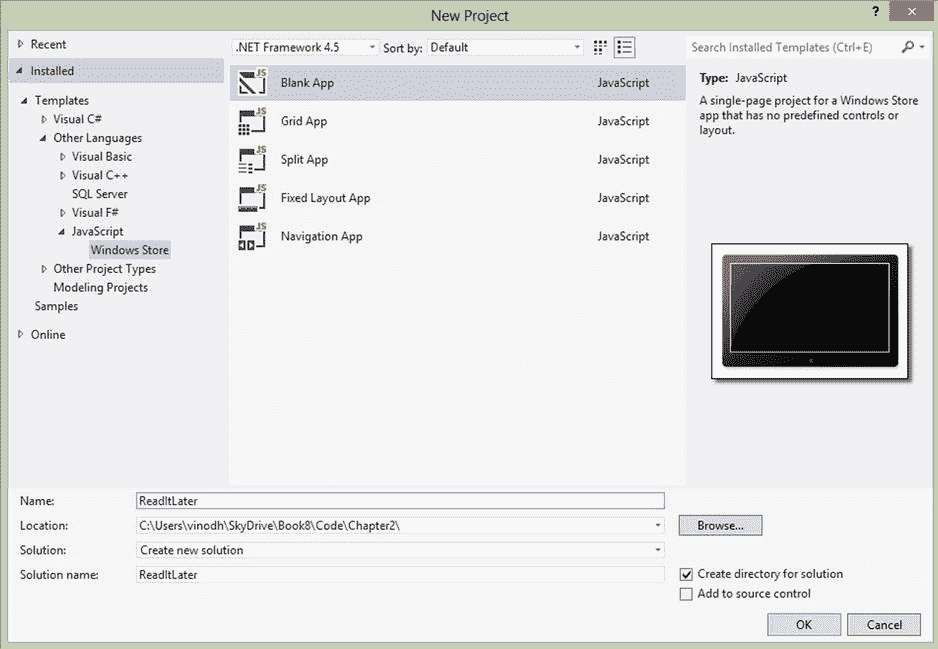 New Project
?
Recent
Installed
Templates
Visual C#
Other Languages
Visual Basic
Visual C++
SQL Server
Visual F#
JavaScript
Windows Store
Other Project Types
Modeling Projects
Samples
Online
.NET Framework 4.5 Sort by: Default
JS Blank App JavaScript
JS Grid App JavaScript
JS Split App JavaScript
JS Fixed Layout App JavaScript
JS Navigation App JavaScript
Search Installed Templates (Ctrl+E)
Type: JavaScript
A single-page project for a Windows Store
app that has no predefined controls or
layout.
Name: ReadItLater
Location: C:\Users\vinodh\SkyDrive\Book8\Code\Chapter2\ Browse...
Solution: Create new solution
Solution name: ReadItLater
Create directory for solution
Add to source control
OK Cancel